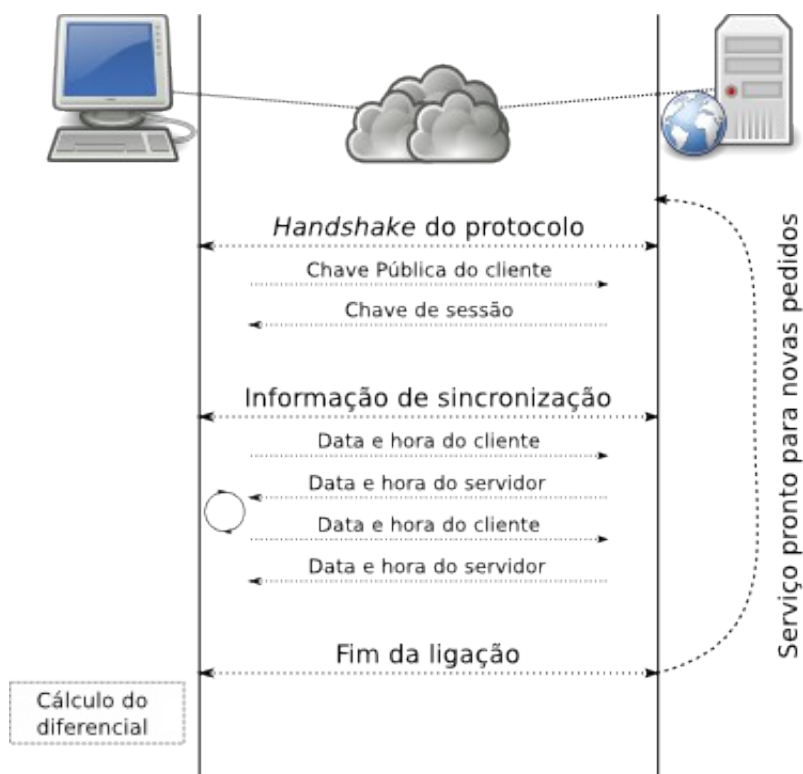 Handshake do protocolo
Chave Pública do cliente
Chave de sessão
Informação de sincronização
Data e hora do cliente
Data e hora do servidor
Data e hora do cliente
Data e hora do servidor
Fim da ligação
Cálculo do
diferencial
Serviço pronto para novas pedidos